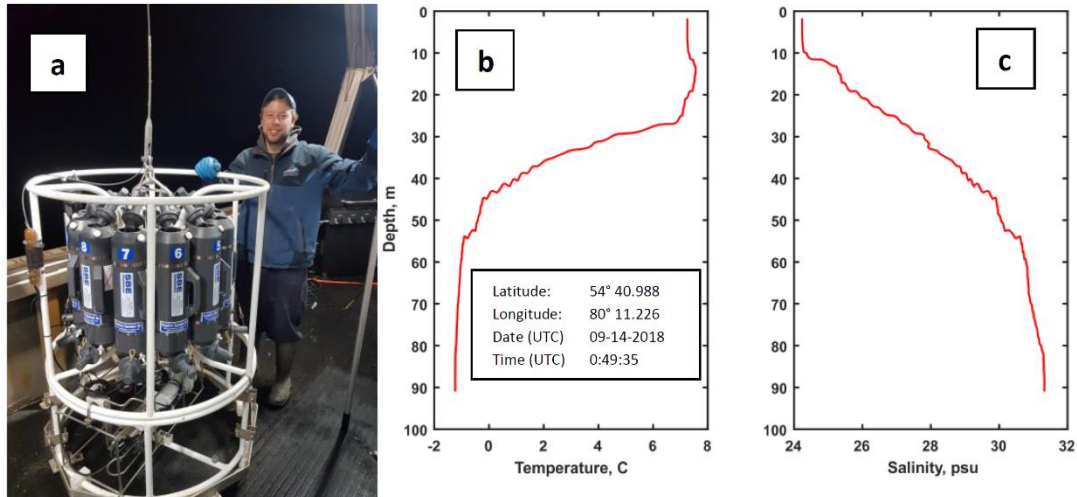 a
8
7
6
5
SBE
SBE
SBE
b
Depth, m
0
10
20
30
40
50
60
70
80
90
100
-2
0
2
4
6
8
Temperature, C
Latitude: 54° 40.988
Longitude: 80° 11.226
Date (UTC) 09-14-2018
Time (UTC) 0:49:35
c
0
10
20
30
40
50
60
70
80
90
100
24
26
28
30
32
Salinity, psu